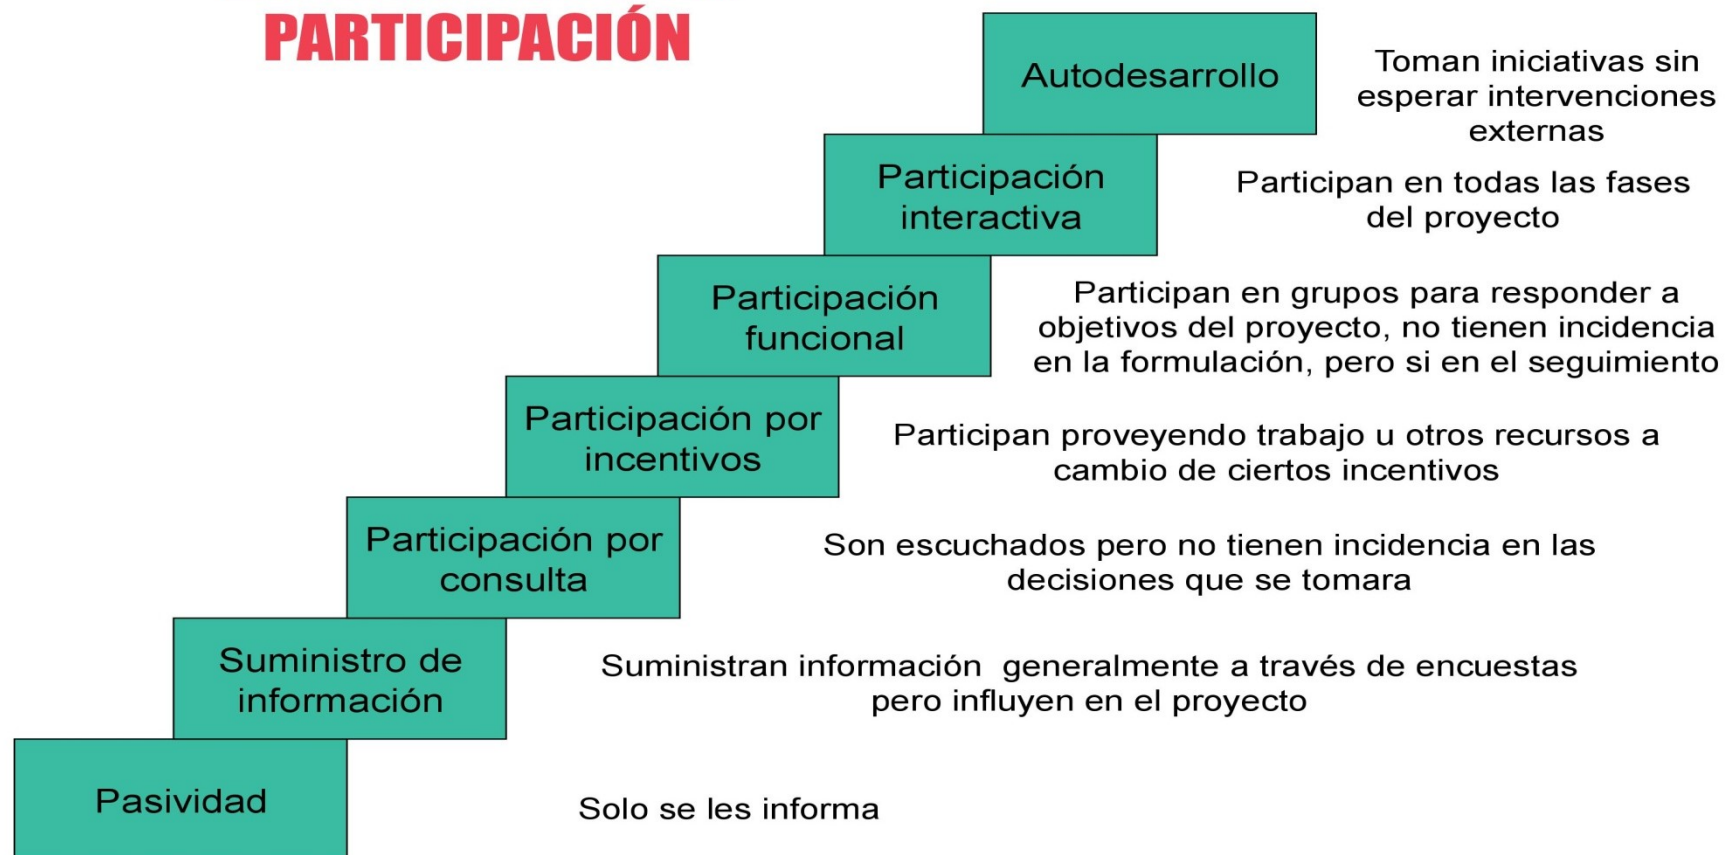 PARTICIPACIÓN
Autodesarrollo
Toman iniciativas sin
esperar intervenciones
externas
Participación
interactiva
Participan en todas las fases
del proyecto
Participación
funcional
Participan en grupos para responder a
objetivos del proyecto, no tienen incidencia
en la formulación, pero si en el seguimiento
Participación por
incentivos
Participan proveyendo trabajo u otros recursos a
cambio de ciertos incentivos
Participación por
consulta
Son escuchados pero no tienen incidencia en las
decisiones que se tomara
Suministro de
información
Suministran información  generalmente a través de encuestas
pero influyen en el proyecto
Pasividad
Solo se les informa